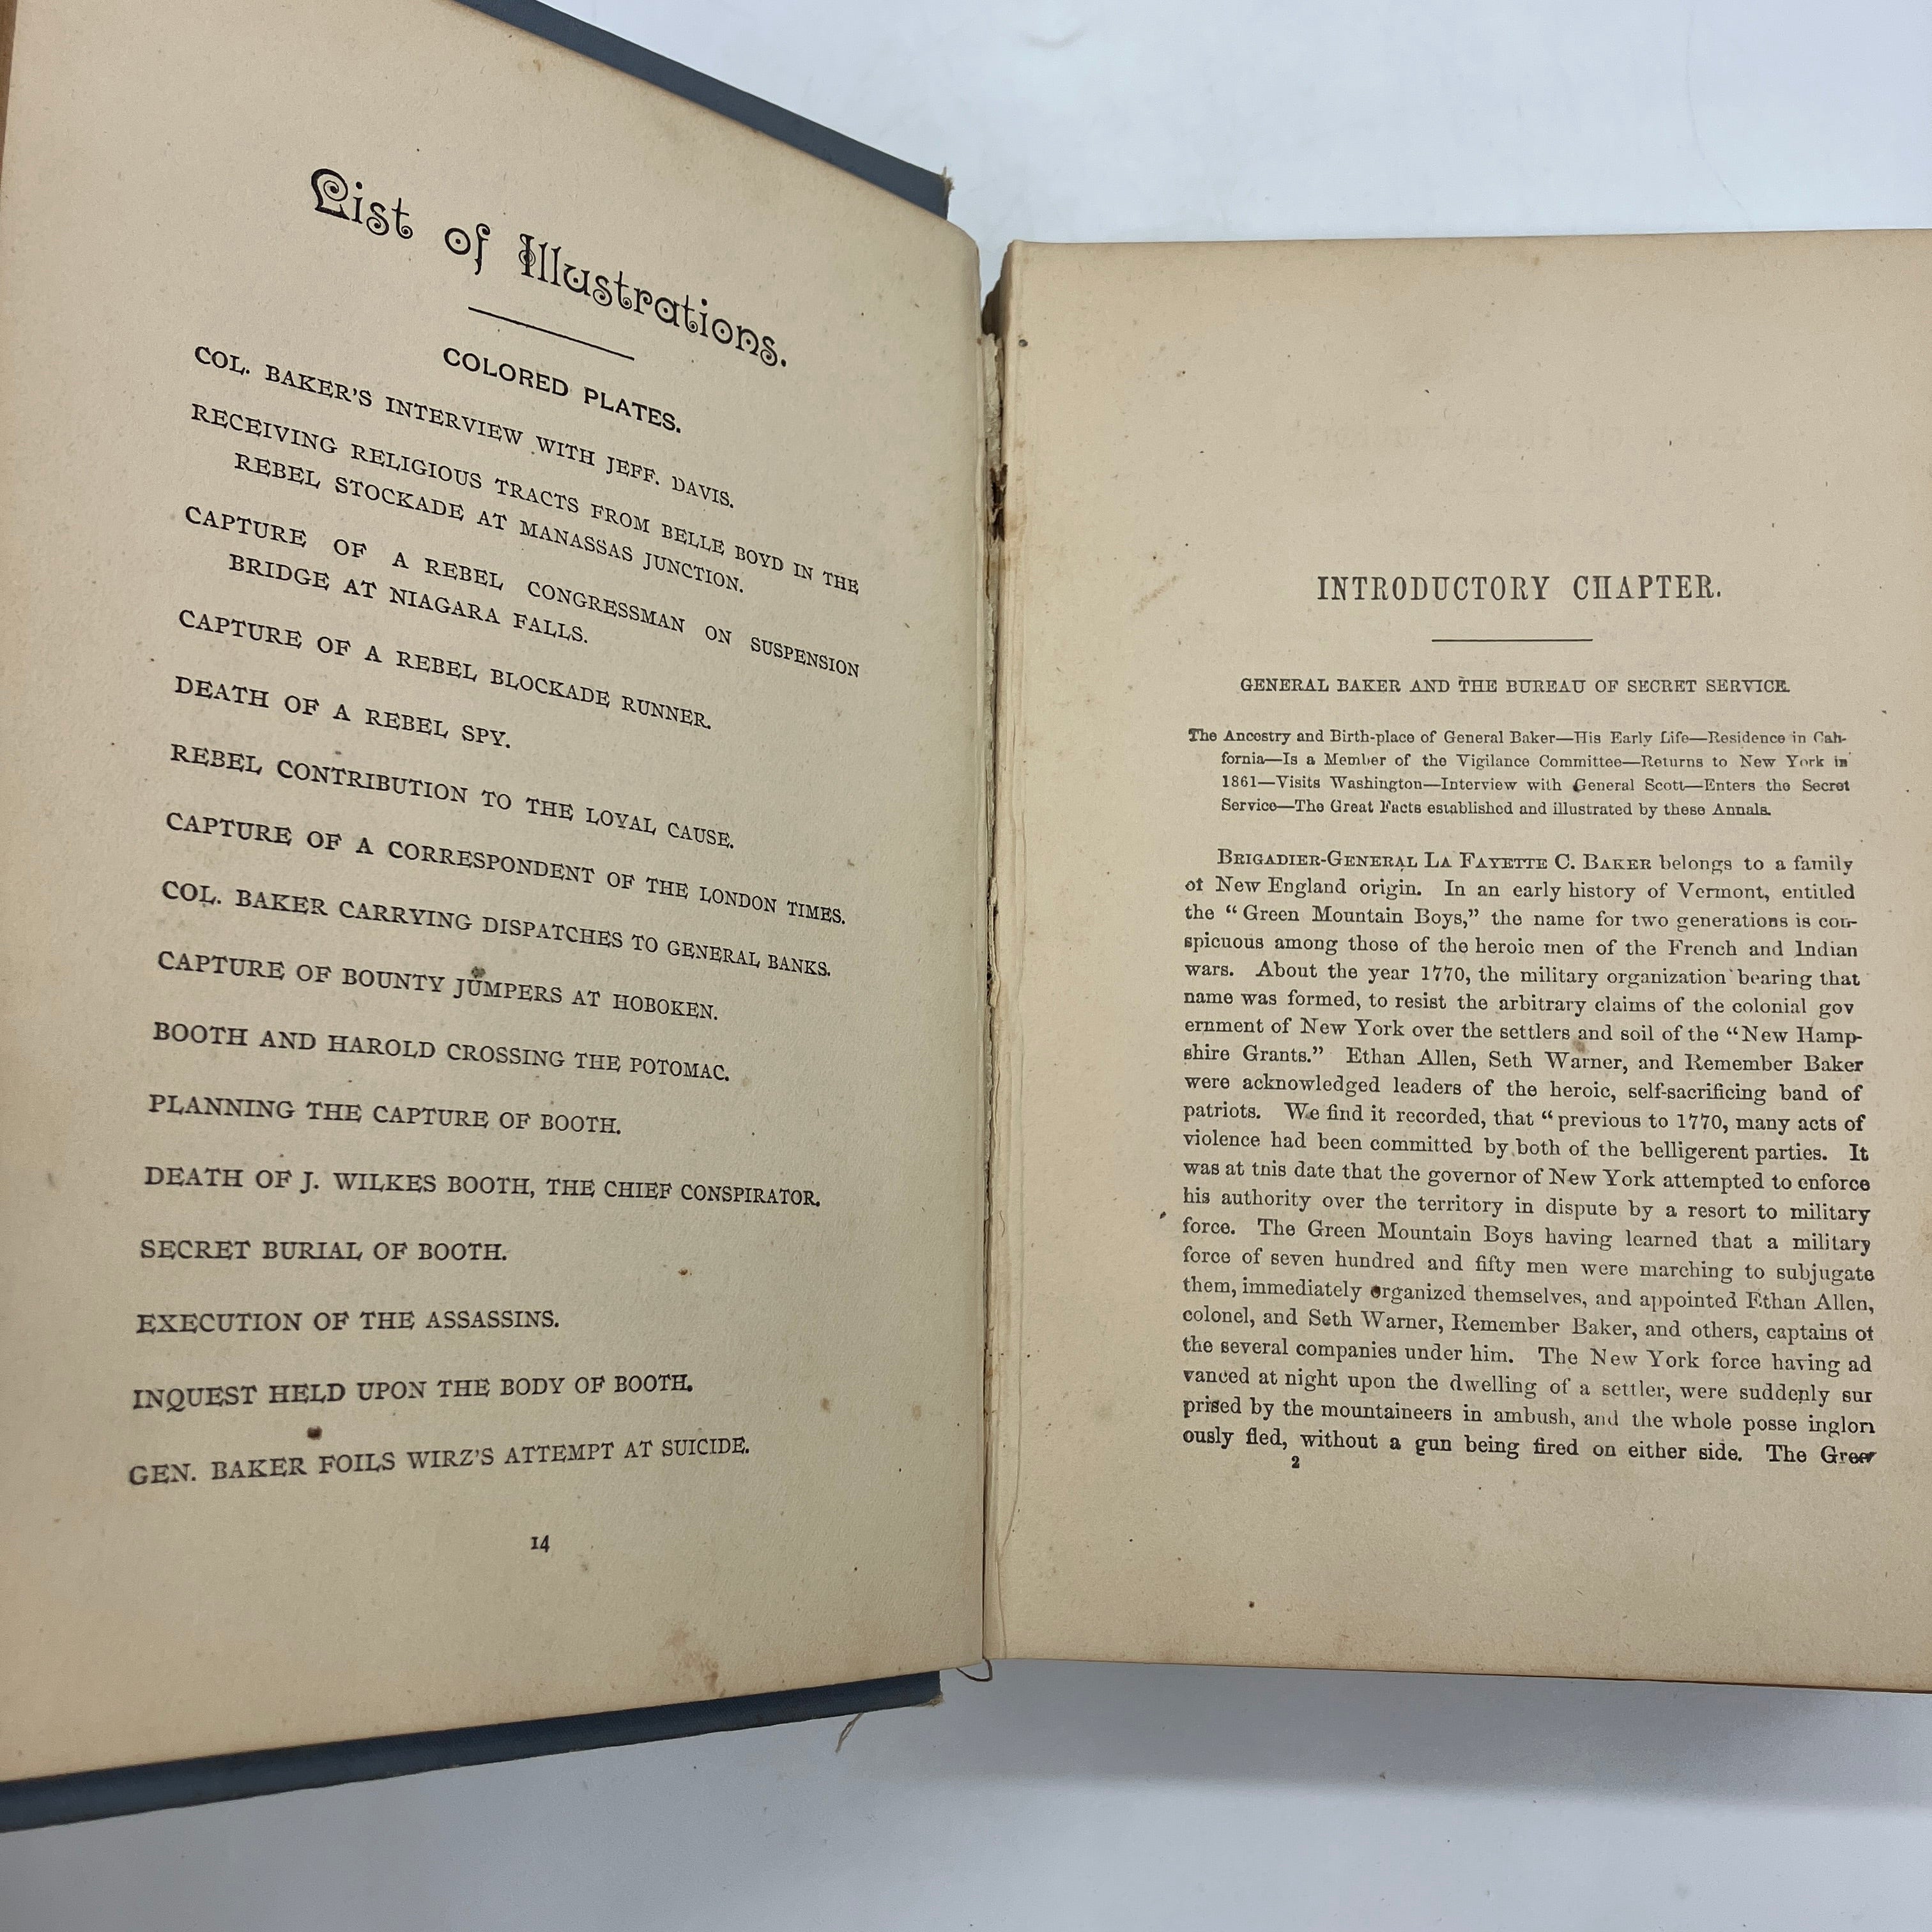 List of Illustrations.
COLORED PLATES.
COL. BAKER'S INTERVIEW WITH JEFF. DAVIS.
RECEIVING RELIGIOUS TRACTS FROM BELLE BOYD IN THE
REBEL STOCKADE AT MANASSAS JUNCTION.
CAPTURE OF A REBEL CONGRESSMAN ON SUSPENSION
BRIDGE AT NIAGARA FALLS.
CAPTURE OF A REBEL BLOCKADE RUNNER.
DEATH OF A REBEL SPY.
REBEL CONTRIBUTION TO THE LOYAL CAUSE.
CAPTURE OF A CORRESPONDENT OF THE LONDON TIMES.
COL. BAKER CARRYING DISPATCHES TO GENERAL BANKS.
CAPTURE OF BOUNTY JUMPERS AT HOBOKEN.
BOOTH AND HAROLD CROSSING THE POTOMAC.
PLANNING THE CAPTURE OF BOOTH.
DEATH OF J. WILKES BOOTH, THE CHIEF CONSPIRATOR.
SECRET BURIAL OF BOOTH.
EXECUTION OF THE ASSASSINS.
INQUEST HELD UPON THE BODY OF BOOTH.
GEN. BAKER FOILS WIRZ'S ATTEMPT AT SUICIDE.
14
INTRODUCTORY CHAPTER.
GENERAL BAKER AND THE BUREAU OF SECRET SERVICE.
The Ancestry and Birth-place of General Baker—His Early Life—Residence in Cali-
fornia—Is a Member of the Vigilance Committee—Returns to New York in
1861—Visits Washington—Interview with General Scott—Enters the Secret
Service—The Great Facts established and illustrated by these Annals.
BRIGADIER-GENERAL LA FAYETTE C. BAKER belongs to a family
of New England origin. In an early history of Vermont, entitled
the "Green Mountain Boys," the name for two generations is con-
spicuous among those of the heroic men of the French and Indian
wars. About the year 1770, the military organization bearing that
name was formed, to resist the arbitrary claims of the colonial gov
ernment of New York over the settlers and soil of the "New Hamp-
shire Grants." Ethan Allen, Seth Warner, and Remember Baker
were acknowledged leaders of the heroic, self-sacrificing band of
patriots. We find it recorded, that "previous to 1770, many acts of
violence had been committed by both of the belligerent parties. It
was at this date that the governor of New York attempted to enforce
his authority over the territory in dispute by a resort to military
force. The Green Mountain Boys having learned that a military
force of seven hundred and fifty men were marching to subjugate
them, immediately organized themselves, and appointed Ethan Allen,
colonel, and Seth Warner, Remember Baker, and others, captains of
the several companies under him. The New York force having ad
vanced at night upon the dwelling of a settler, were suddenly sur
prised by the mountaineers in ambush, and the whole posse inglori
ously fled, without a gun being fired on either side. The Green
2